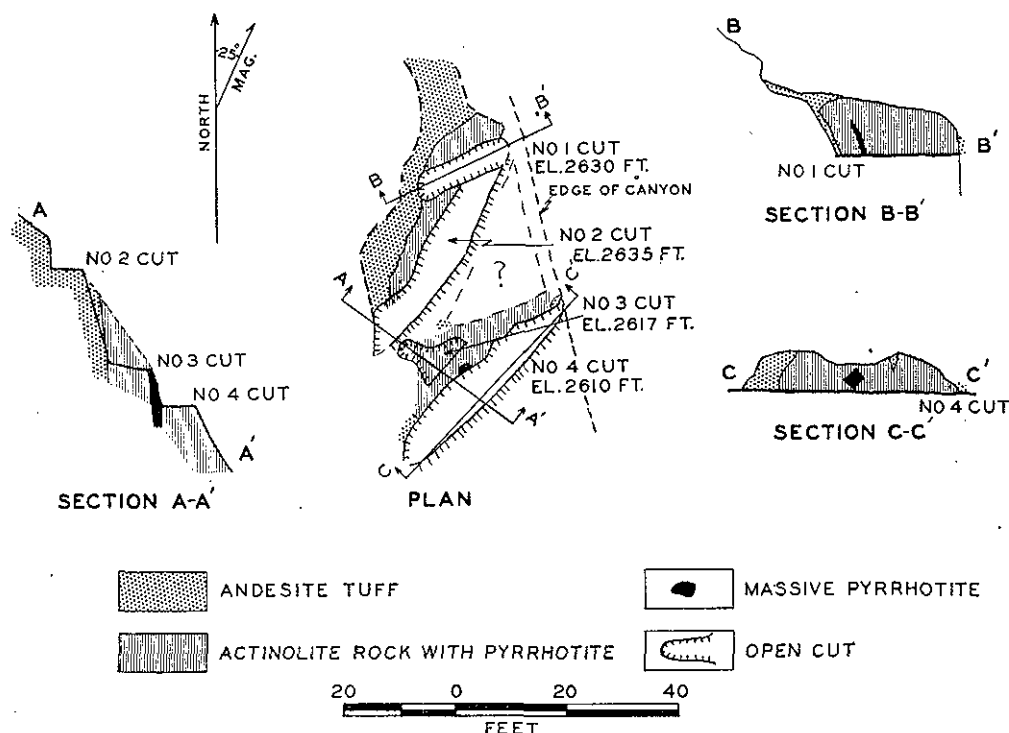 NORTH
25°
MAG.
A
NO 2 CUT
NO 3 CUT
NO 4 CUT
A'
SECTION A-A'
B
B'
NO 1 CUT
EL. 2630 FT.
EDGE OF CANYON
NO 2 CUT
EL. 2635 FT.
?
A
C'
NO 3 CUT
EL. 2617 FT.
NO 4 CUT
EL. 2610 FT.
A'
C
PLAN
B
B'
NO 1 CUT
SECTION B-B'
C
C'
NO 4 CUT
SECTION C-C'
ANDESITE TUFF
MASSIVE PYRRHOTITE
ACTINOLITE ROCK WITH PYRRHOTITE
OPEN CUT
20 0 20 40
FEET